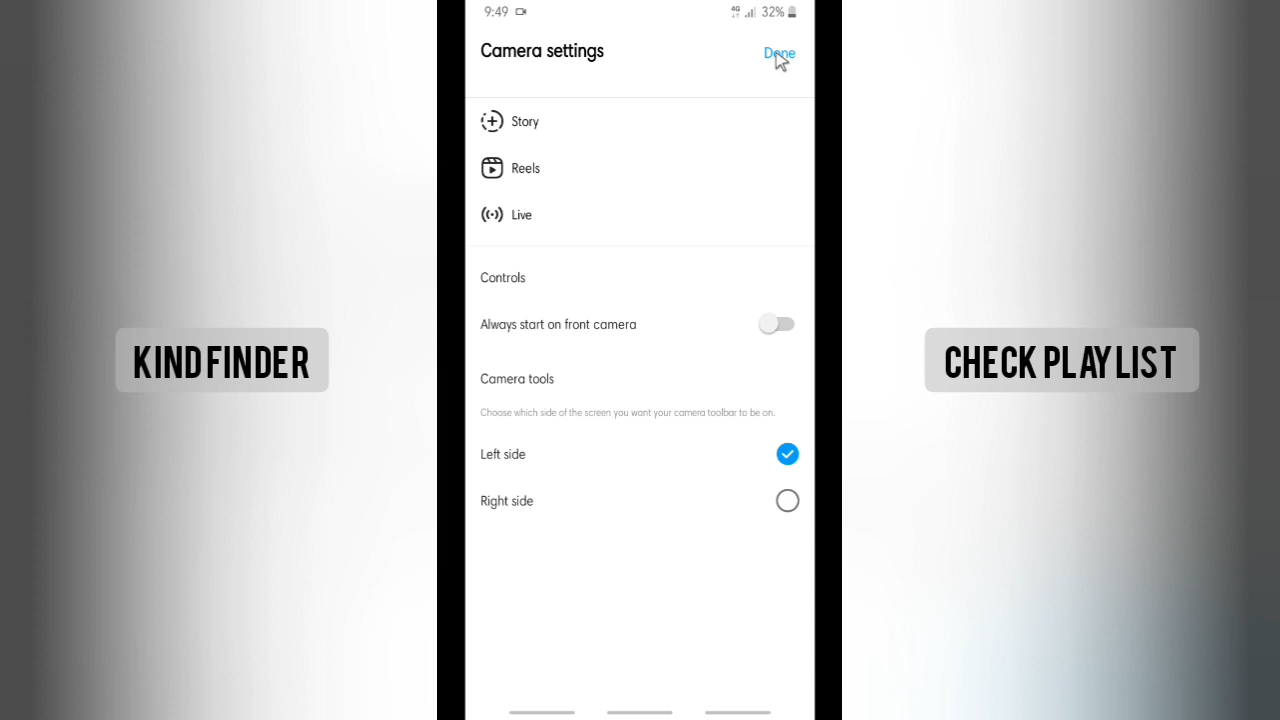 9:49
4G
32%
Camera settings
Done
Story
Reels
Live
Controls
Always start on front camera
Camera tools
Choose which side of the screen you want your camera toolbar to be on.
Left side
Right side
KIND FINDER
CHECK PLAYLIST